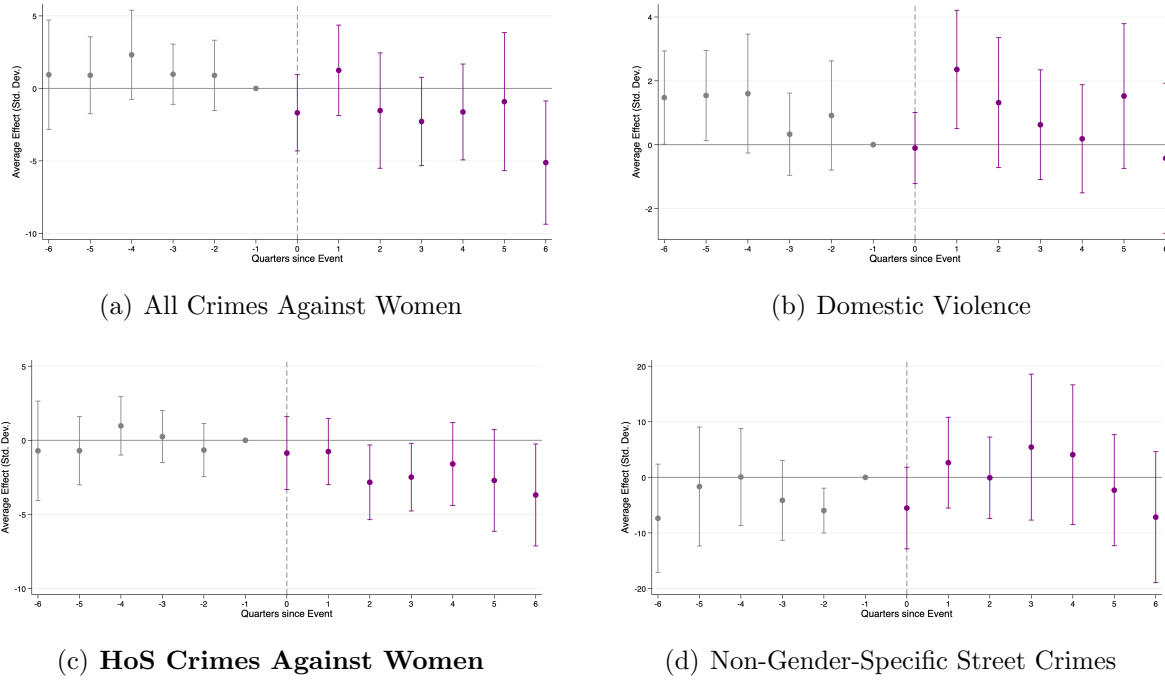 Average Effect (Std. Dev.)
5
0
-5
-10
-6 -5 -4 -3 -2 -1 0 1 2 3 4 5 6
Quarters since Event
(a) All Crimes Against Women
Average Effect (Std. Dev.)
4
2
0
-2
-6 -5 -4 -3 -2 -1 0 1 2 3 4 5 6
Quarters since Event
(b) Domestic Violence
Average Effect (Std. Dev.)
5
0
-5
-10
-6 -5 -4 -3 -2 -1 0 1 2 3 4 5 6
Quarters since Event
(c) HoS Crimes Against Women
Average Effect (Std. Dev.)
20
10
0
-10
-20
-6 -5 -4 -3 -2 -1 0 1 2 3 4 5 6
Quarters since Event
(d) Non-Gender-Specific Street Crimes